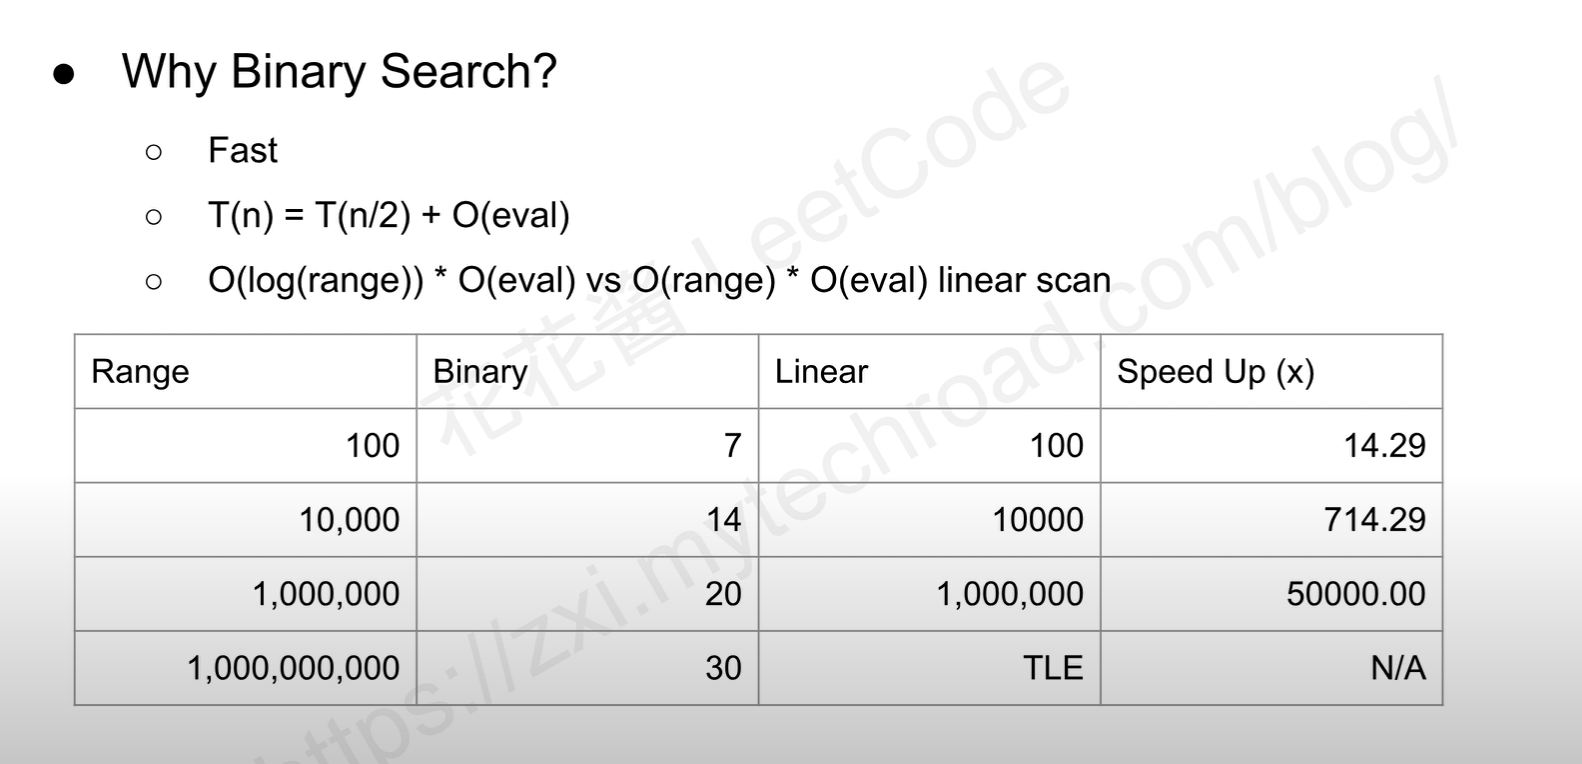 ● Why Binary Search?
○ Fast
○ T(n) = T(n/2) + O(eval)
○ O(log(range)) * O(eval) vs O(range) * O(eval) linear scan
Range Binary Linear Speed Up (x)
100 7 100 14.29
10,000 14 10000 714.29
1,000,000 20 1,000,000 50000.00
1,000,000,000 30 TLE N/A
花花酱 LeetCode
https://zxi.mytechroad.com/blog/